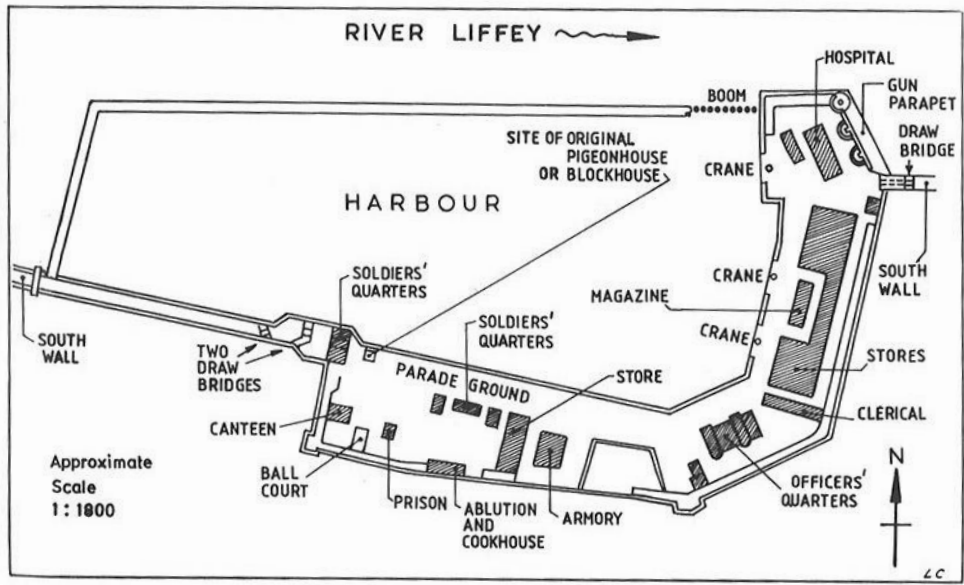 RIVER LIFFEY
HOSPITAL
GUN
PARAPET
BOOM
DRAW
BRIDGE
SITE OF ORIGINAL
PIGEONHOUSE
OR BLOCKHOUSE
CRANE
HARBOUR
SOLDIERS'
QUARTERS
CRANE
SOUTH
WALL
MAGAZINE
SOLDIERS'
QUARTERS
CRANE
SOUTH
WALL
TWO
DRAW
BRIDGES
STORES
PARADE GROUND
STORE
CLERICAL
CANTEEN
BALL
COURT
PRISON
ABLUTION
AND
COOKHOUSE
ARMORY
OFFICERS'
QUARTERS
N
Approximate
Scale
1:1800
LC